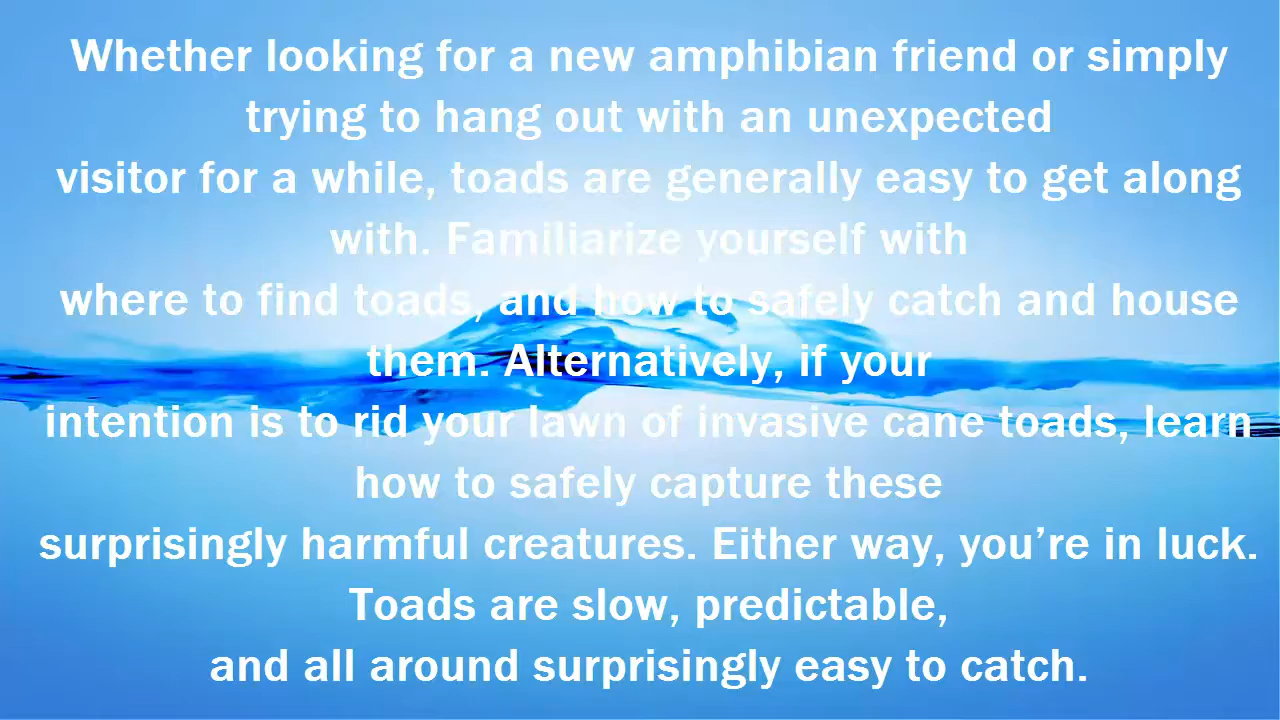 Whether looking for a new amphibian friend or simply
trying to hang out with an unexpected
visitor for a while, toads are generally easy to get along
with. Familiarize yourself with
where to find toads, and how to safely catch and house
them. Alternatively, if your
intention is to rid your lawn of invasive cane toads, learn
how to safely capture these
surprisingly harmful creatures. Either way, you’re in luck.
Toads are slow, predictable,
and all around surprisingly easy to catch.